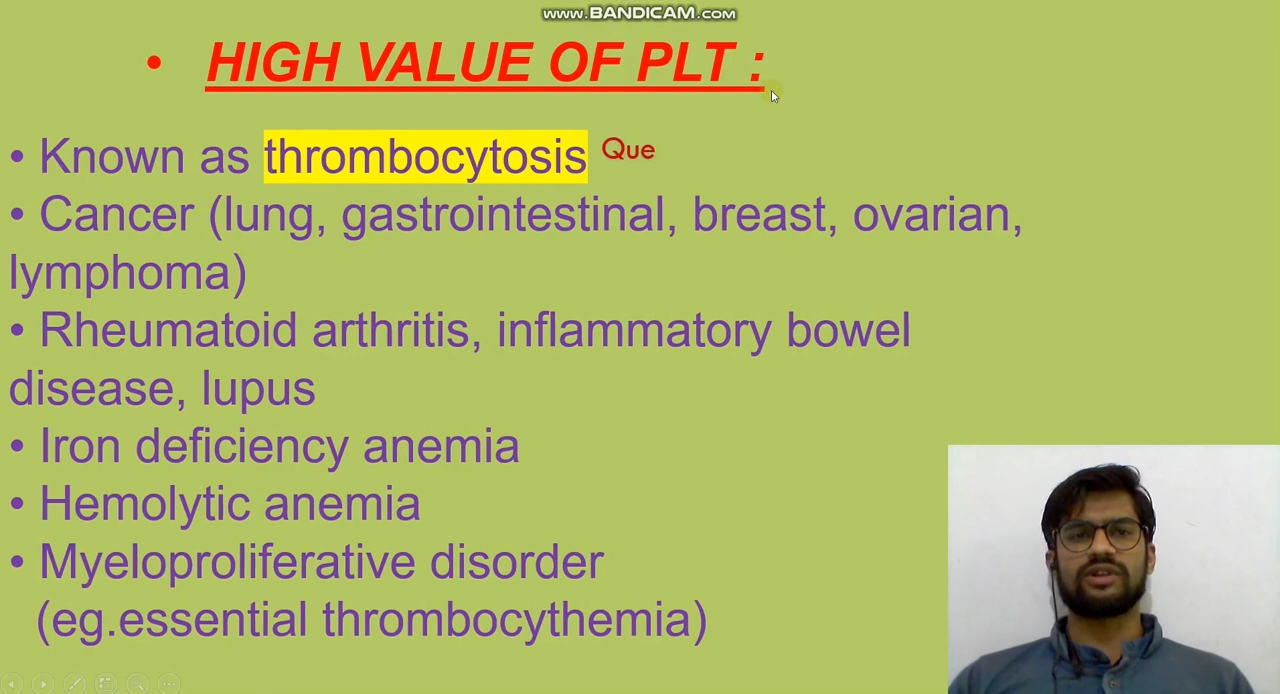 www.BANDICAM.com
• HIGH VALUE OF PLT :
• Known as thrombocytosis Que
• Cancer (lung, gastrointestinal, breast, ovarian,
lymphoma)
• Rheumatoid arthritis, inflammatory bowel
disease, lupus
• Iron deficiency anemia
• Hemolytic anemia
• Myeloproliferative disorder
(eg.essential thrombocythemia)